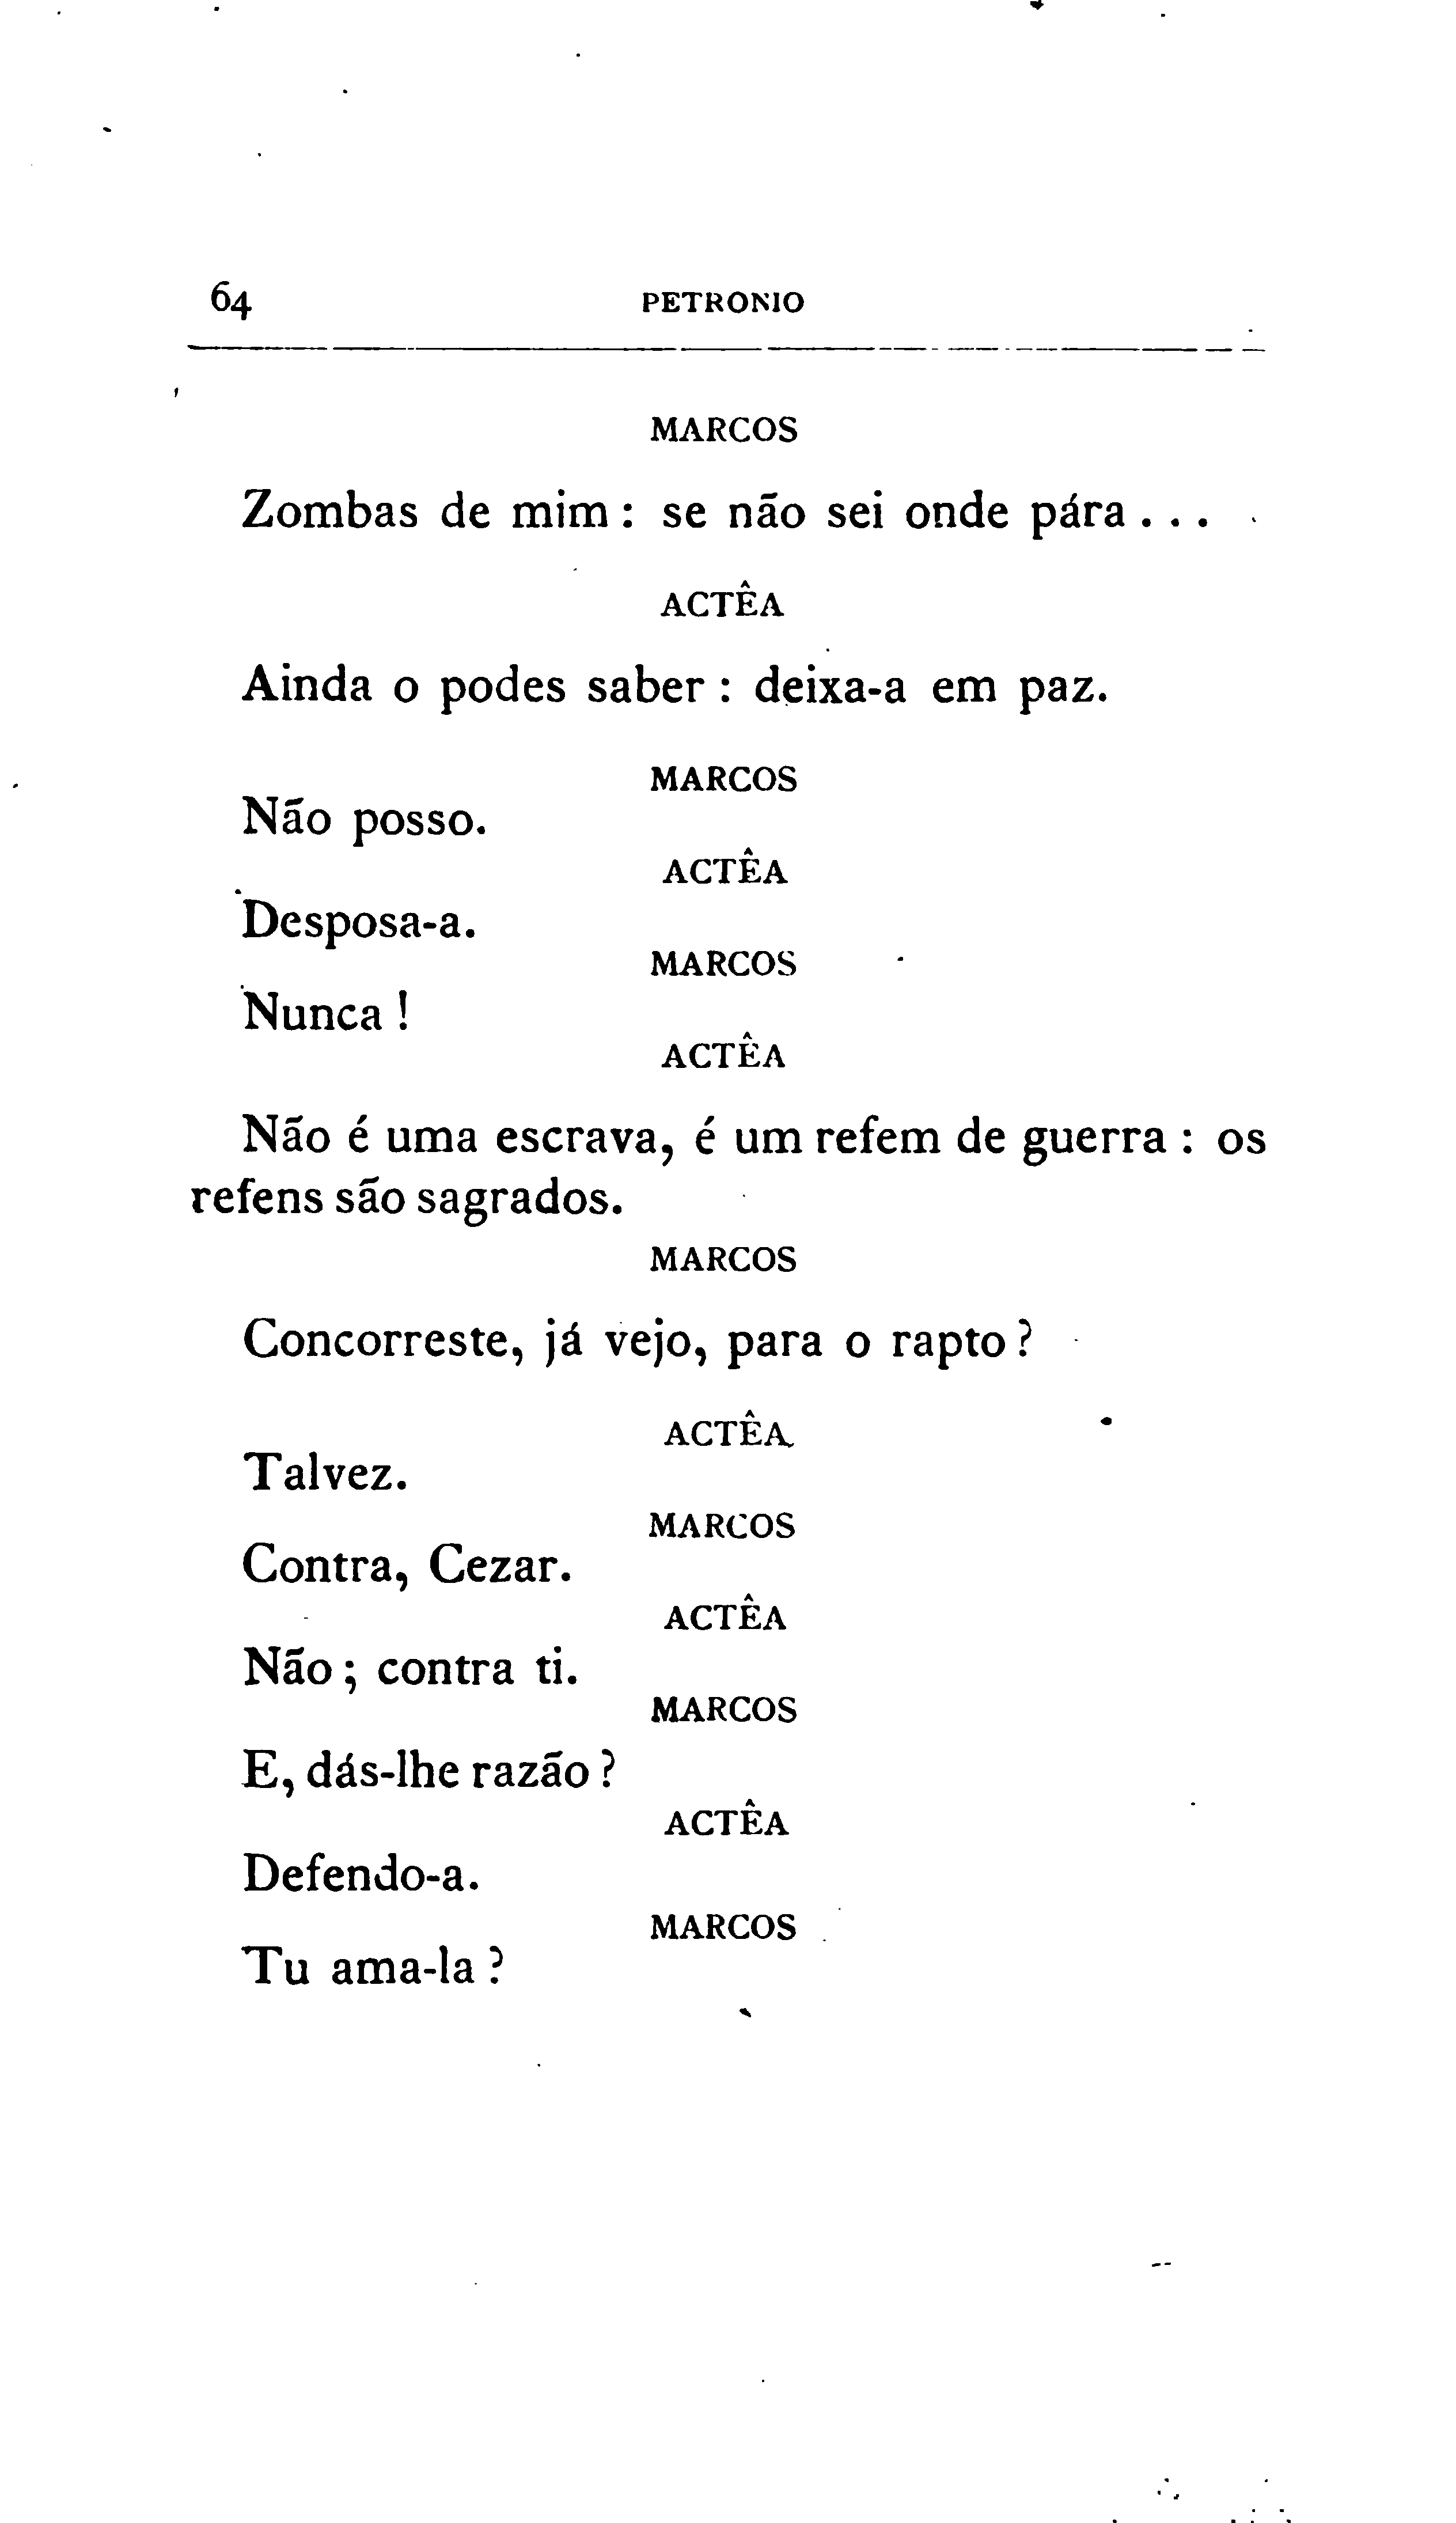 64 PETRONIO
MARCOS
Zombas de mim : se não sei onde pára . . .
ACTÊA
Ainda o podes saber : deixa-a em paz.
MARCOS
Não posso.
ACTÊA
Desposa-a.
MARCOS
Nunca !
ACTÊA
Não é uma escrava, é um refem de guerra : os
refens são sagrados.
MARCOS
Concorreste, já vejo, para o rapto ?
ACTÊA
Talvez.
MARCOS
Contra, Cezar.
ACTÊA
Não ; contra ti.
MARCOS
E, dás-lhe razão ?
ACTÊA
Defendo-a.
MARCOS
Tu ama-la ?